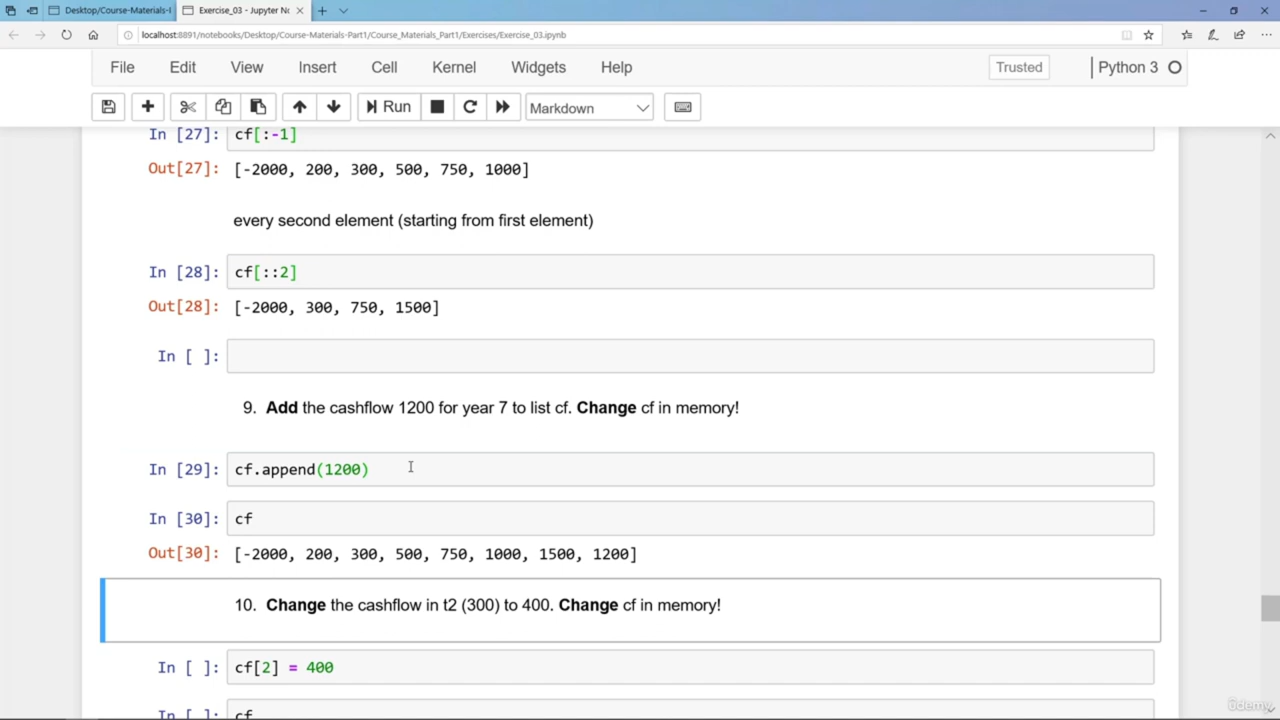 Desktop/Course-Materials-I
Exercise_03 - Jupyter No
localhost:8891/notebooks/Desktop/Course-Materials-Part1/Course_Materials_Part1/Exercises/Exercise_03.ipynb
File Edit View Insert Cell Kernel Widgets Help Trusted Python 3
Run Markdown
In [27]: cf[:-1]
Out[27]: [-2000, 200, 300, 500, 750, 1000]
every second element (starting from first element)
In [28]: cf[::2]
Out[28]: [-2000, 300, 750, 1500]
In [ ]:
9. Add the cashflow 1200 for year 7 to list cf. Change cf in memory!
In [29]: cf.append(1200)
In [30]: cf
Out[30]: [-2000, 200, 300, 500, 750, 1000, 1500, 1200]
10. Change the cashflow in t2 (300) to 400. Change cf in memory!
In [ ]: cf[2] = 400
In [ ]: cf
ûdemy